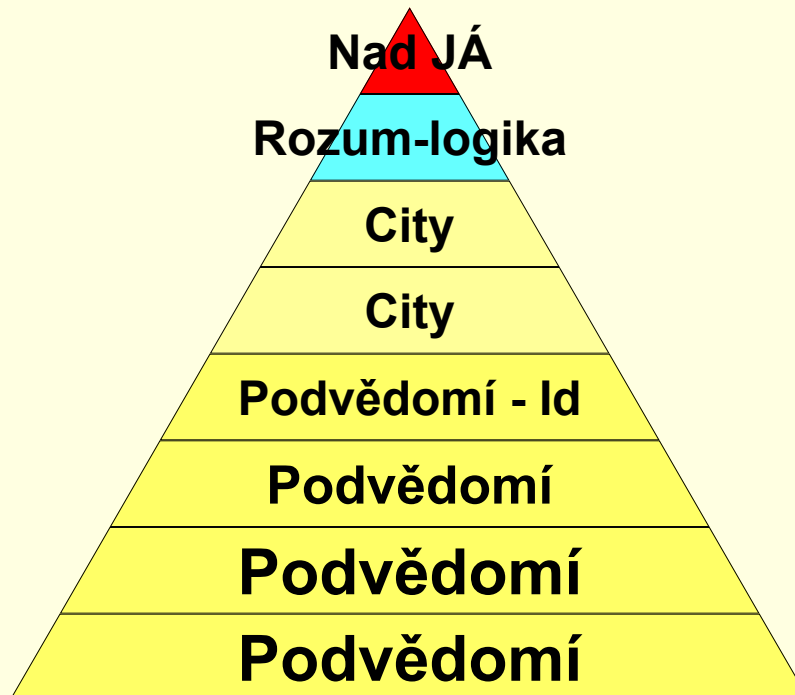 Nad JÁ
Rozum-logika
City
City
Podvědomí - Id
Podvědomí
Podvědomí
Podvědomí